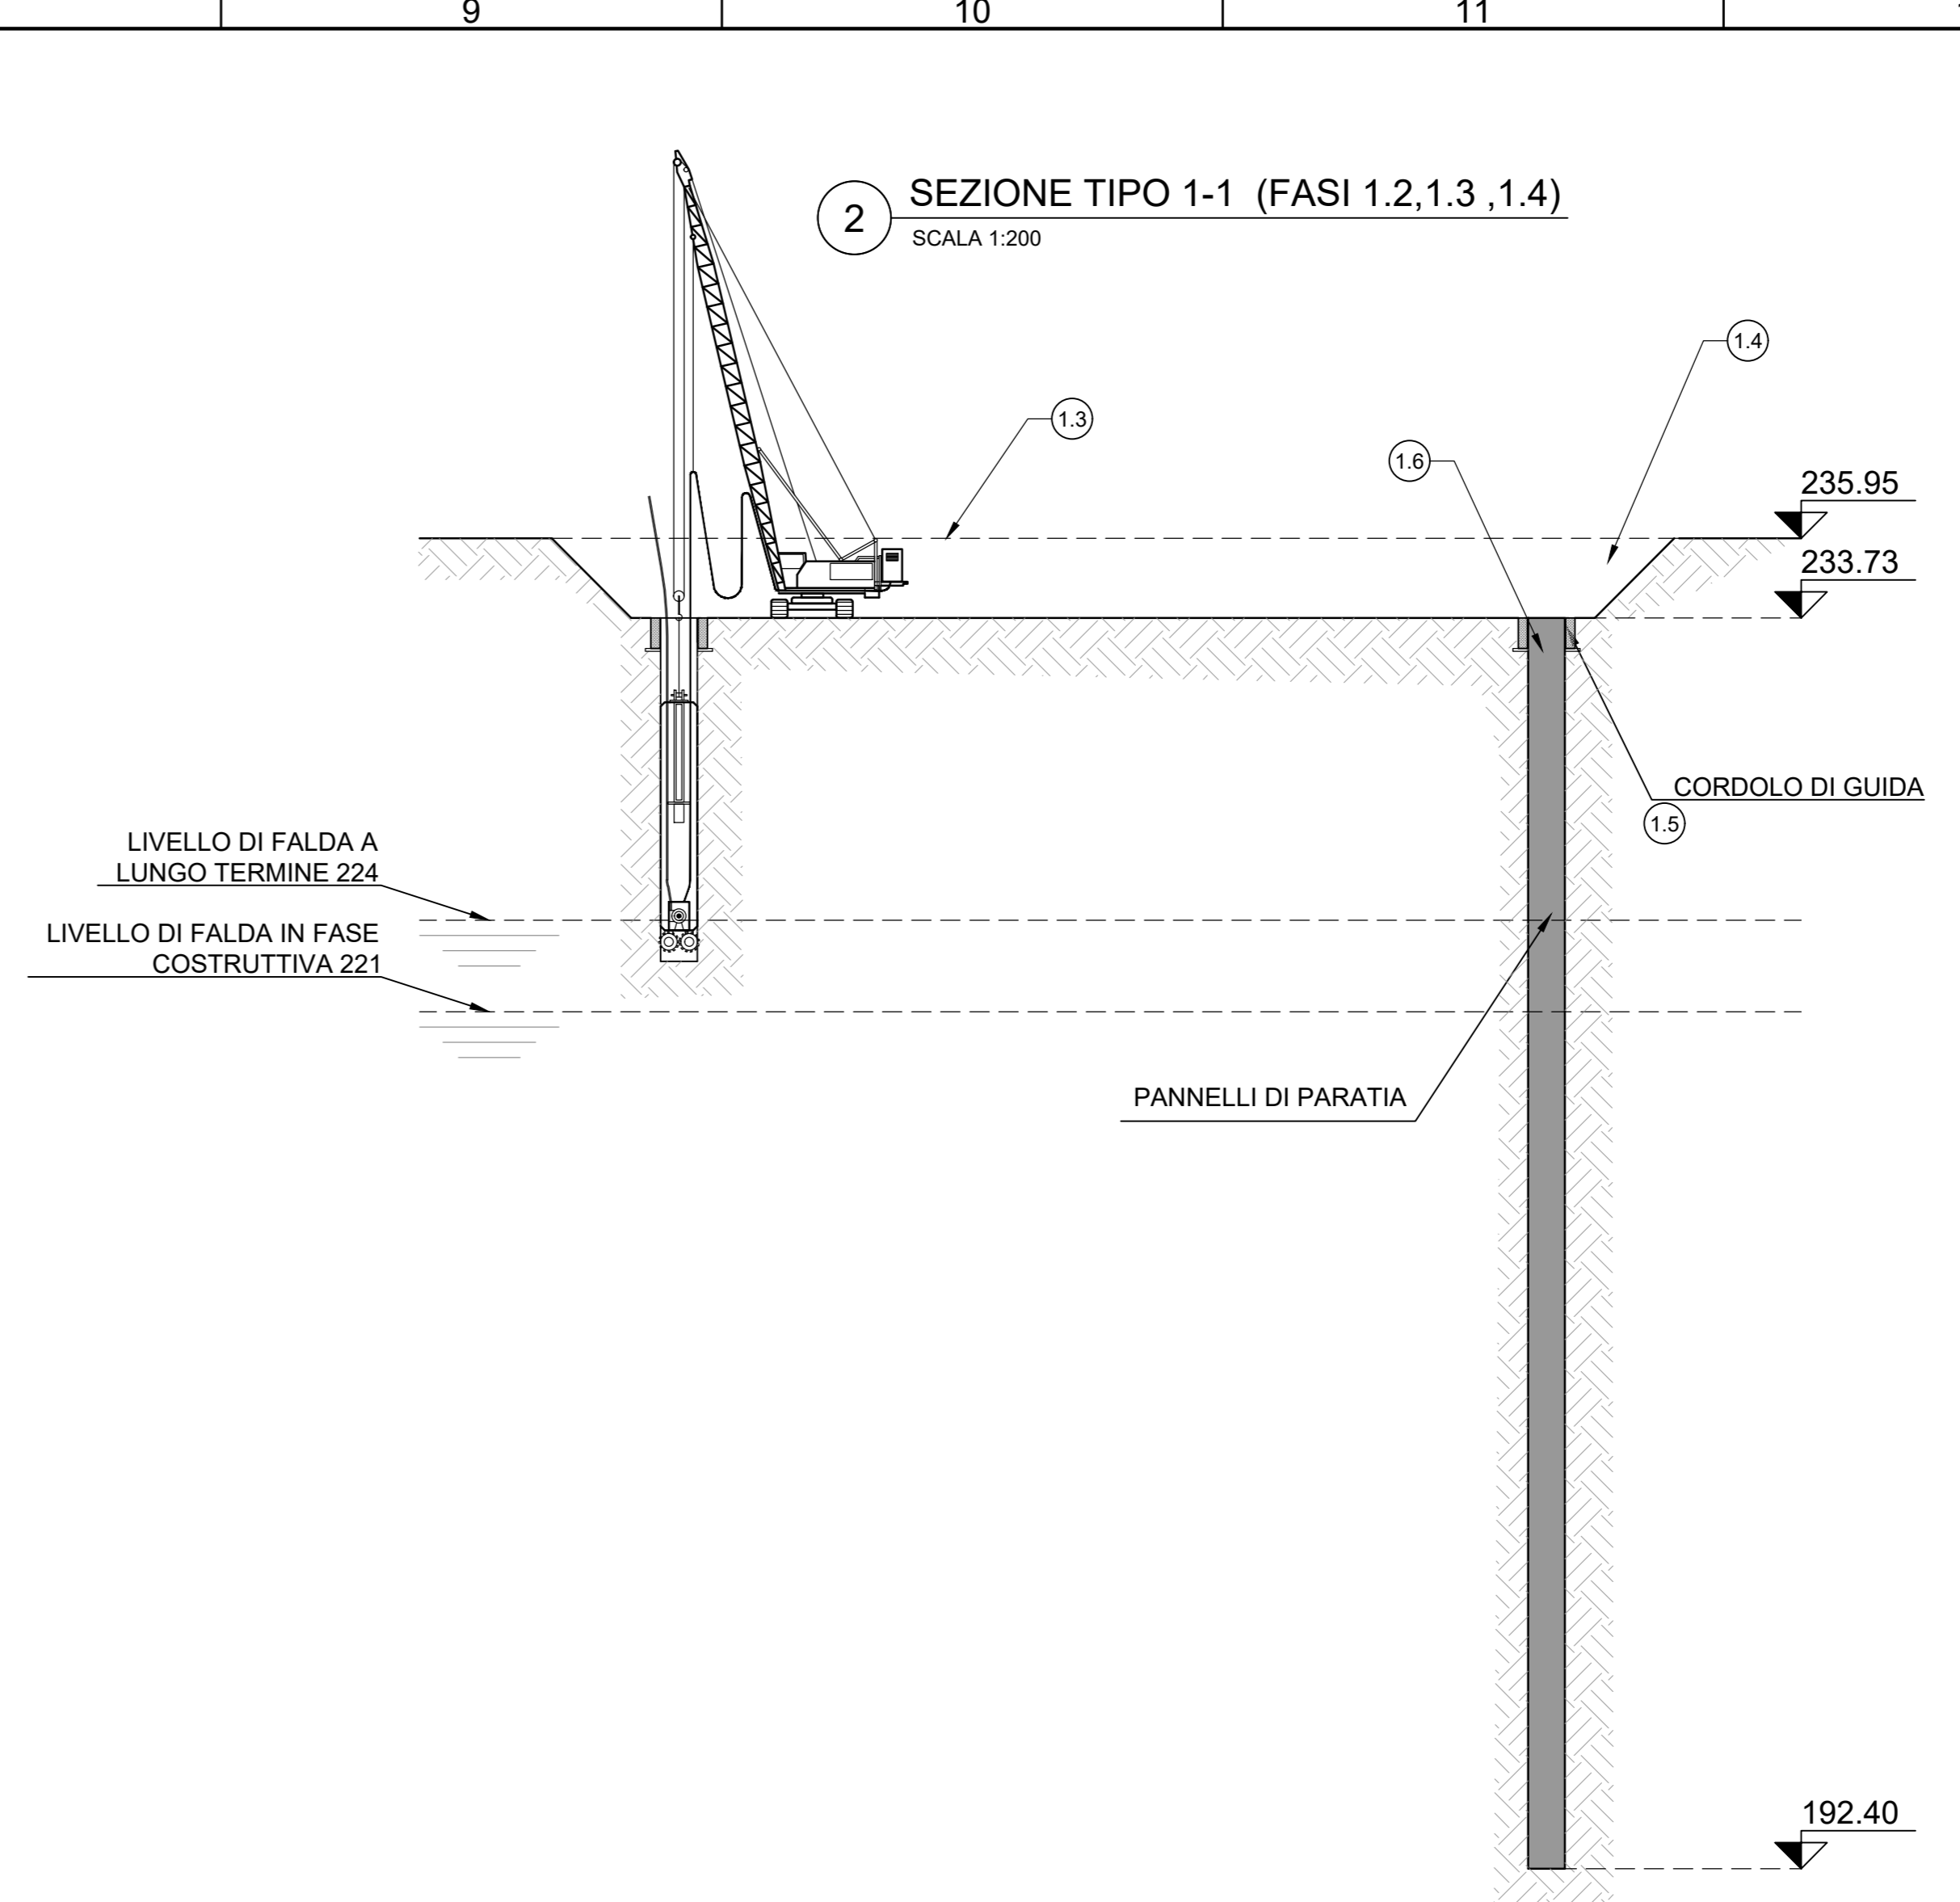 9
10
11
2
SEZIONE TIPO 1-1 (FASI 1.2,1.3 ,1.4)
SCALA 1:200
1.4
1.3
1.6
235.95
233.73
CORDOLO DI GUIDA
1.5
LIVELLO DI FALDA A
LUNGO TERMINE 224
LIVELLO DI FALDA IN FASE
COSTRUTTIVA 221
PANNELLI DI PARATIA
192.40